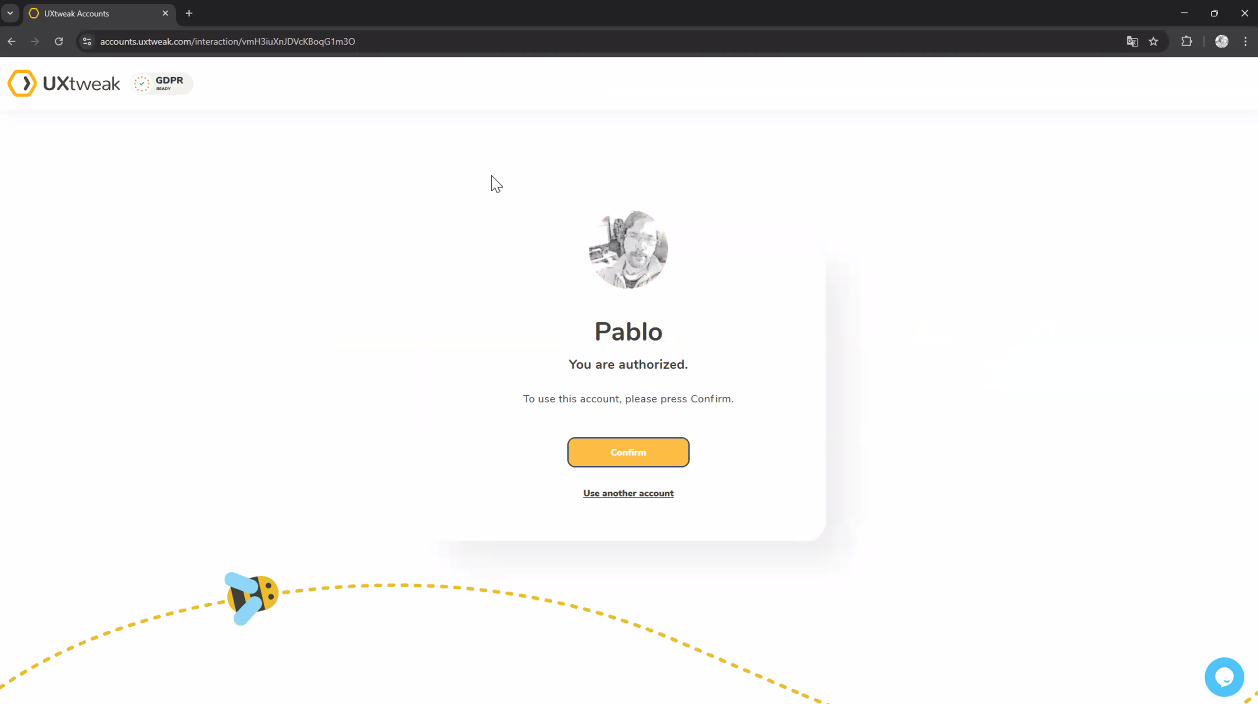 UXtweak Accounts
accounts.uxtweak.com/interaction/vmH3iuXnJDVcKBoqG1m3O
UXtweak
GDPR
READY
Pablo
You are authorized.
To use this account, please press Confirm.
Confirm
Use another account